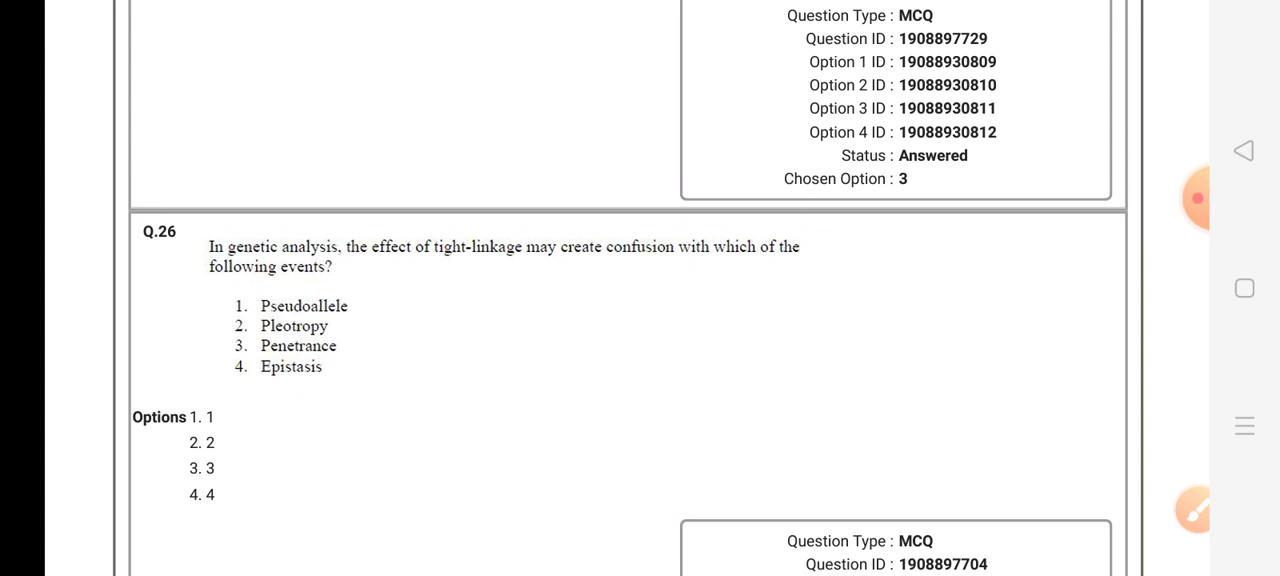 Question Type : MCQ
Question ID : 1908897729
Option 1 ID : 19088930809
Option 2 ID : 19088930810
Option 3 ID : 19088930811
Option 4 ID : 19088930812
Status : Answered
Chosen Option : 3
Q.26
In genetic analysis, the effect of tight-linkage may create confusion with which of the
following events?
1. Pseudoallele
2. Pleotropy
3. Penetrance
4. Epistasis
Options 1. 1
2. 2
3. 3
4. 4
Question Type : MCQ
Question ID : 1908897704